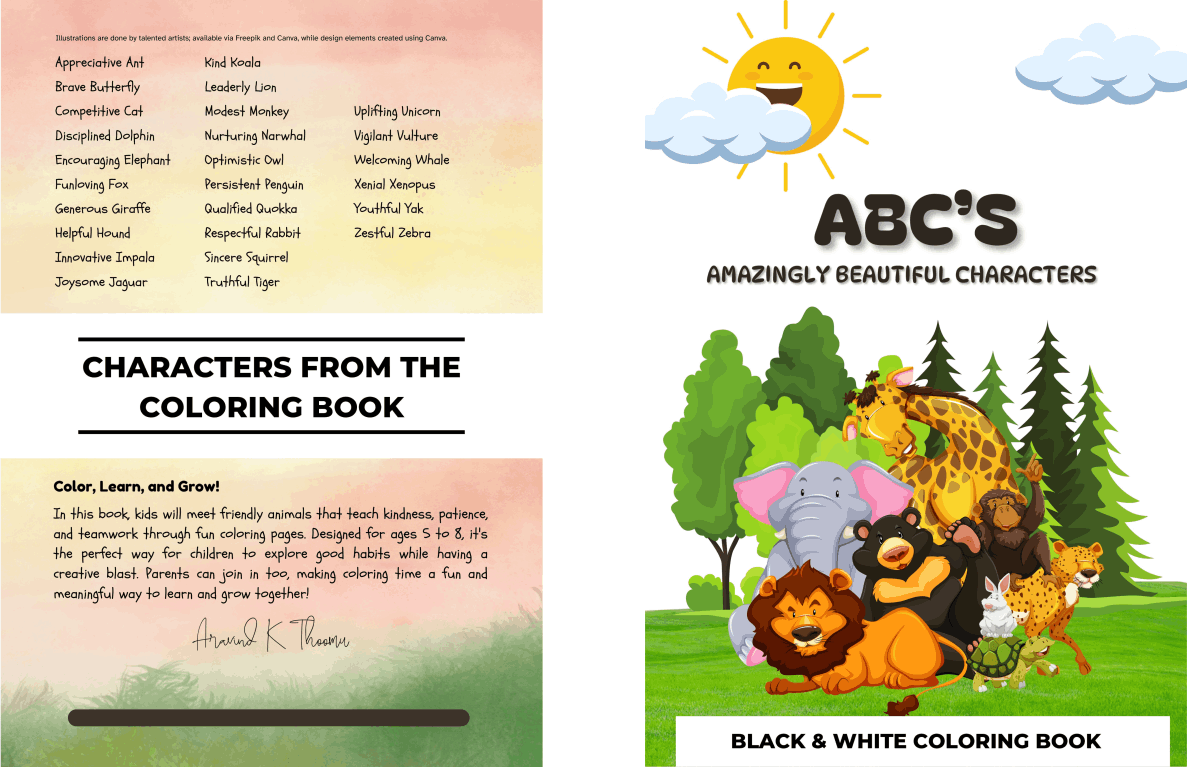 Illustrations are done by talented artists; available via Freepik and Canva, while design elements created using Canva.
Appreciative Ant
Brave Butterfly
Competitive Cat
Disciplined Dolphin
Encouraging Elephant
Funloving Fox
Generous Giraffe
Helpful Hound
Innovative Impala
Joysome Jaguar
Kind Koala
Leaderly Lion
Modest Monkey
Nurturing Narwhal
Optimistic Owl
Persistent Penguin
Qualified Quokka
Respectful Rabbit
Sincere Squirrel
Truthful Tiger
Uplifting Unicorn
Vigilant Vulture
Welcoming Whale
Xenial Xenopus
Youthful Yak
Zestful Zebra
CHARACTERS FROM THE
COLORING BOOK
Color, Learn, and Grow!
In this book, kids will meet friendly animals that teach kindness, patience,
and teamwork through fun coloring pages. Designed for ages 5 to 8, it's
the perfect way for children to explore good habits while having a
creative blast. Parents can join in too, making coloring time a fun and
meaningful way to learn and grow together!
Aravind K Thoomu
ABC'S
AMAZINGLY BEAUTIFUL CHARACTERS
BLACK & WHITE COLORING BOOK